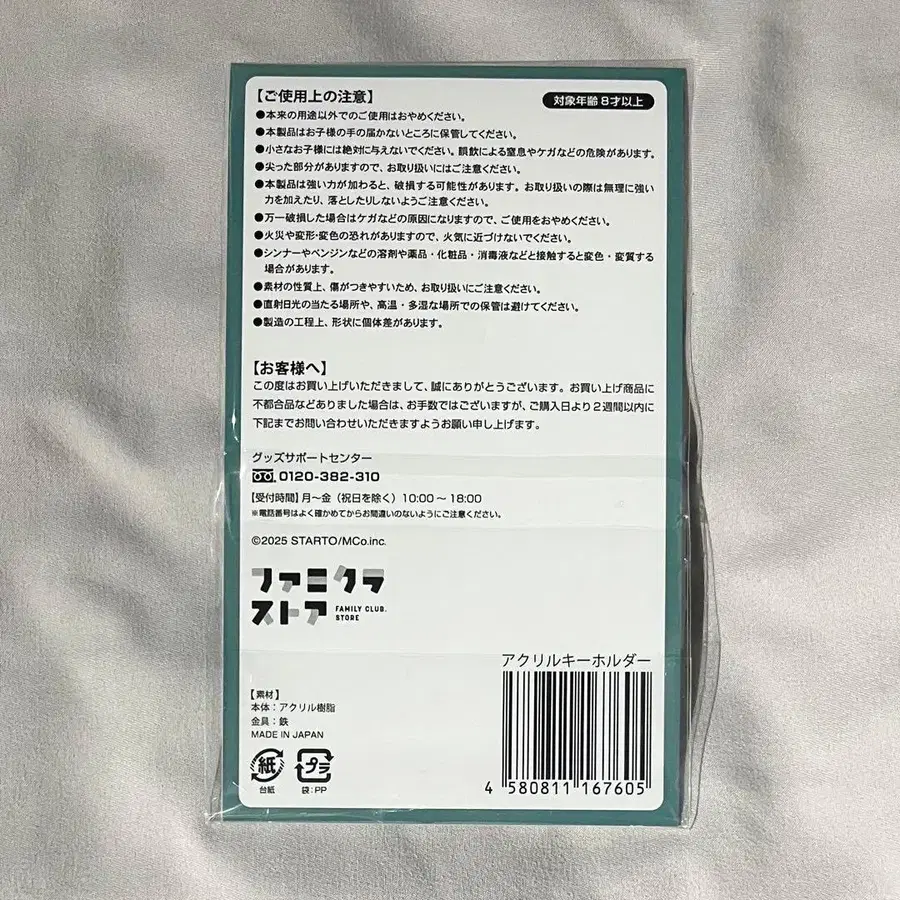 【ご使用上の注意】
対象年齢8才以上
●本来の用途以外でのご使用はおやめください。
●本製品はお子様の手の届かないところに保管してください。
●小さなお子様には絶対に与えないでください。誤飲による窒息やケガなどの危険があります。
●尖った部分がありますので、お取り扱いにはご注意ください。
●本製品は強い力が加わると、破損する可能性があります。お取り扱いの際は無理に強い
力を加えたり、落としたりしないようご注意ください。
●万一破損した場合はケガなどの原因になりますので、ご使用をおやめください。
●火災や変形・変色の恐れがありますので、火気に近づけないでください。
●シンナーやベンジンなどの溶剤や薬品・化粧品・消毒液などと接触すると変色・変質する
場合があります。
●素材の性質上、傷がつきやすいため、お取り扱いにご注意ください。
●直射日光の当たる場所や、高温・多湿な場所での保管は避けてください。
●製造の工程上、形状に個体差があります。
【お客様へ】
この度はお買い上げいただきまして、誠にありがとうございます。お買い上げ商品に
不都合品などありました場合は、お手数ではございますが、ご購入日より2週間以内に
下記までお問い合わせいただきますようお願い申し上げます。
グッズサポートセンター
0120-382-310
【受付時間】月～金（祝日を除く）10:00～18:00
※電話番号はよく確かめてからお間違いのないようにご注意ください。
©2025 STARTO/MCo.inc.
ファミクラ
ストア FAMILY CLUB.
STORE
アクリルキーホルダー
【素材】
本体：アクリル樹脂
金具：鉄
MADE IN JAPAN
紙 プラ
台紙 袋：PP
4 580811 167605